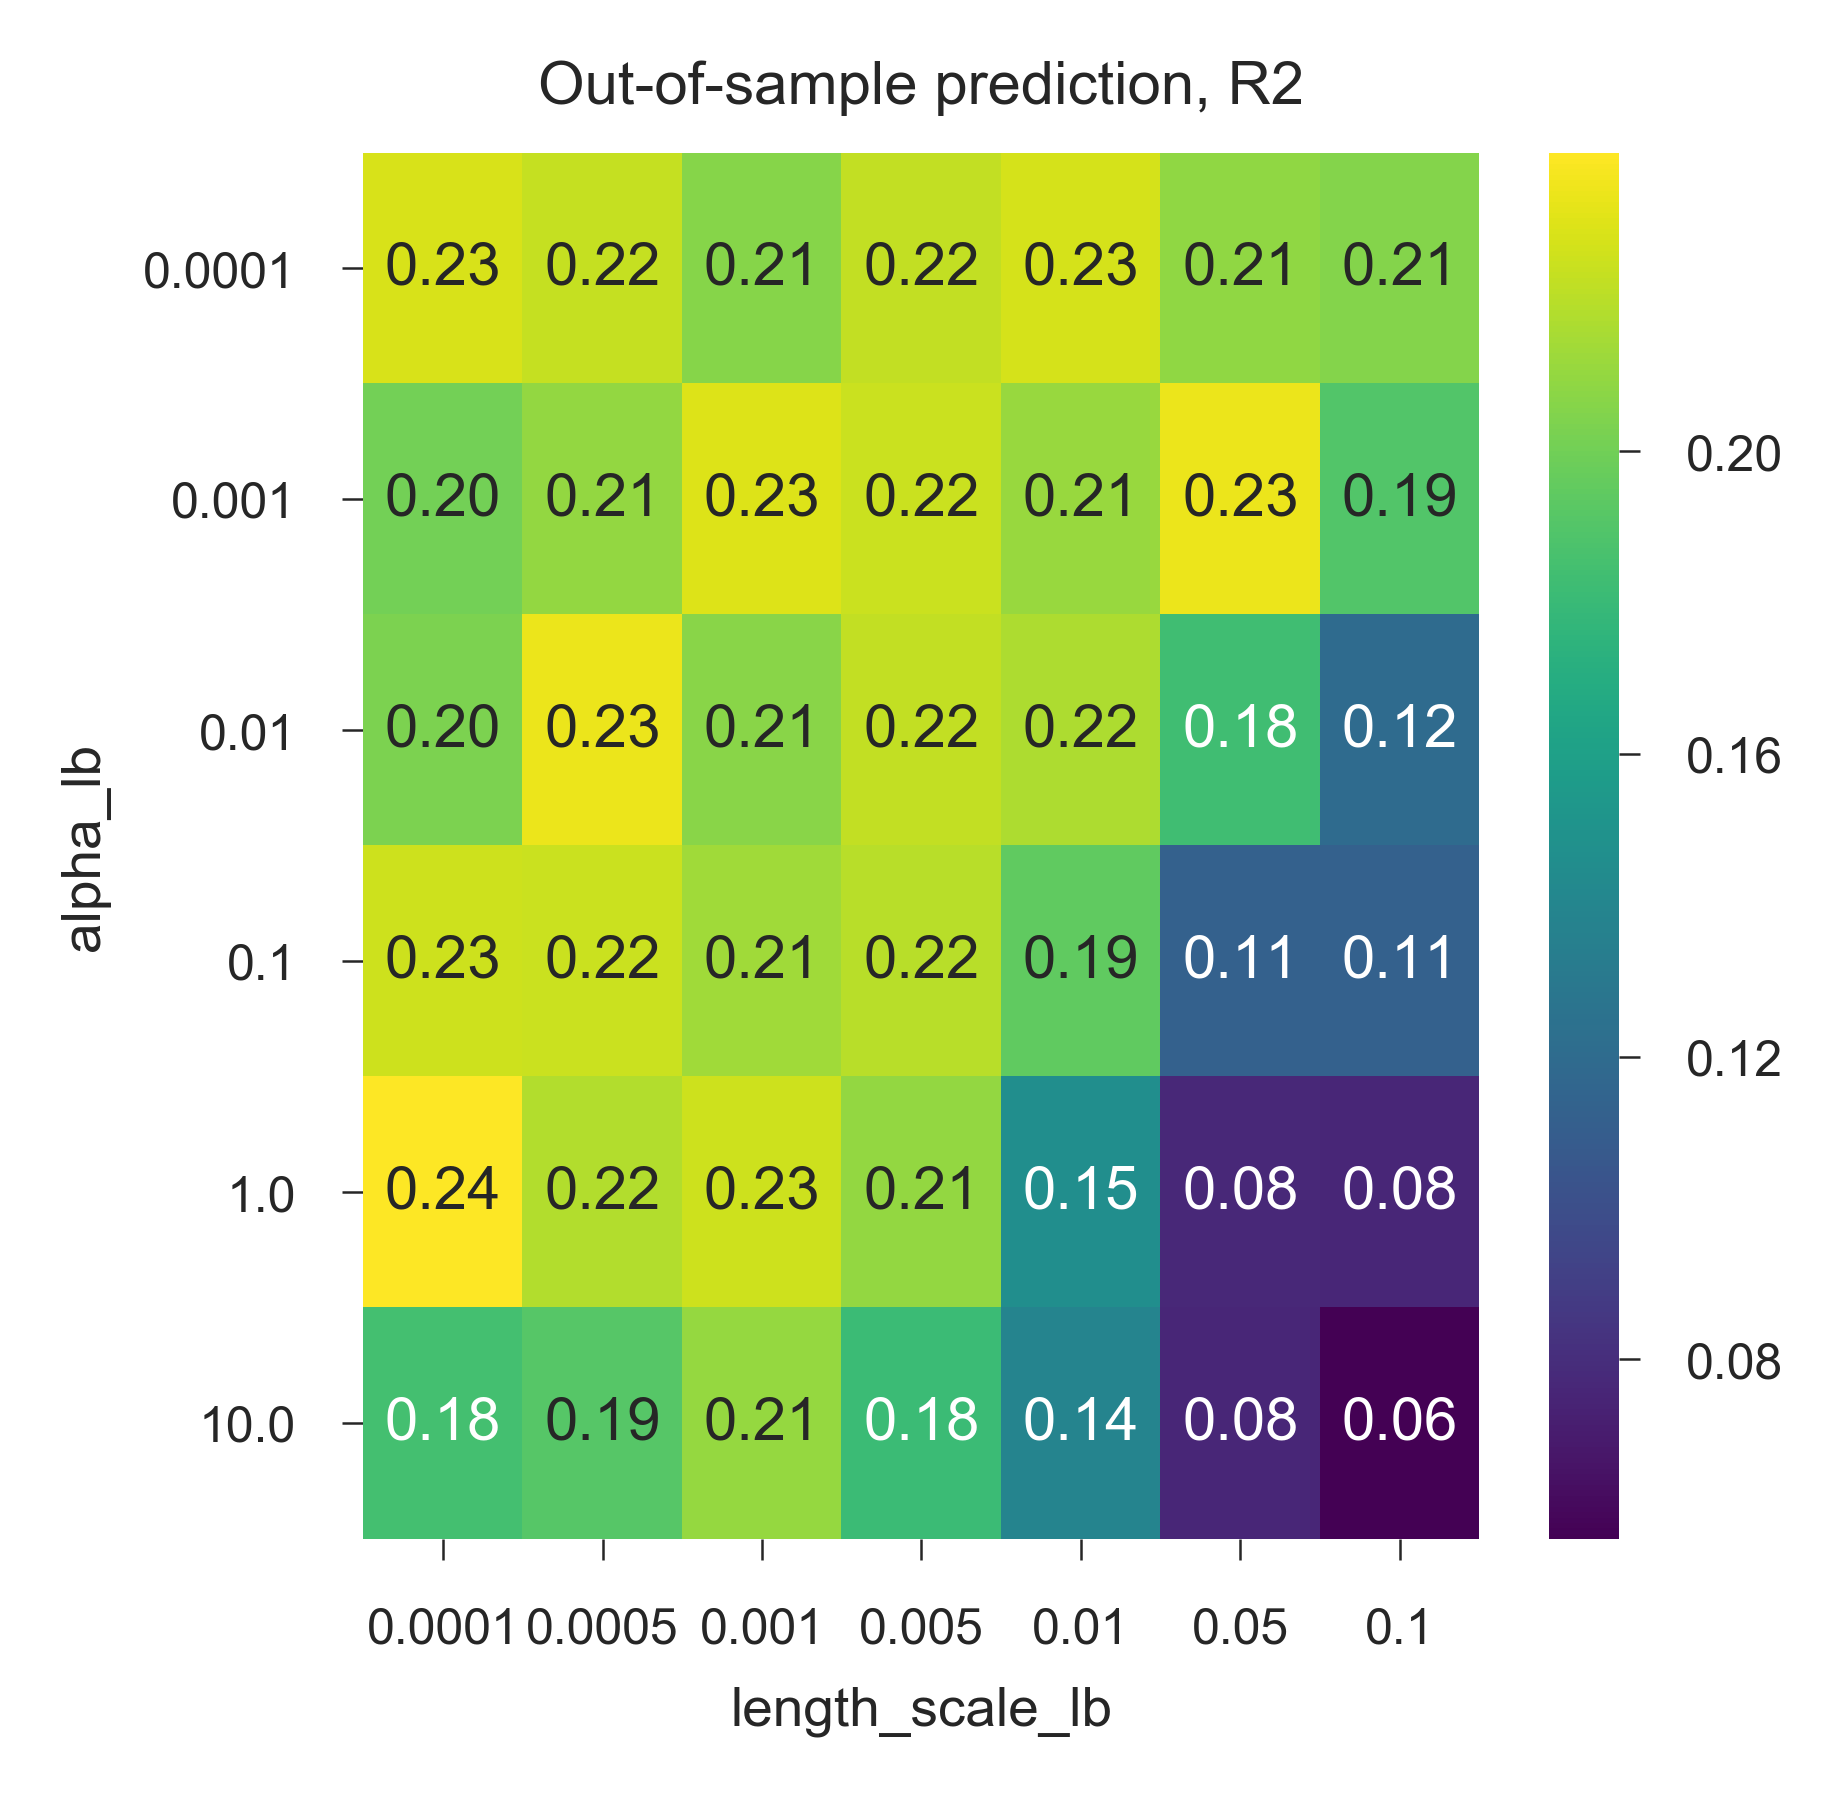 Out-of-sample prediction, R2
0.0001 0.23 0.22 0.21 0.22 0.23 0.21 0.21
0.001 0.20 0.21 0.23 0.22 0.21 0.23 0.19
0.01 0.20 0.23 0.21 0.22 0.22 0.18 0.12
0.1 0.23 0.22 0.21 0.22 0.19 0.11 0.11
1.0 0.24 0.22 0.23 0.21 0.15 0.08 0.08
10.0 0.18 0.19 0.21 0.18 0.14 0.08 0.06
0.0001 0.0005 0.001 0.005 0.01 0.05 0.1
length_scale_lb
alpha_lb
0.20
0.16
0.12
0.08